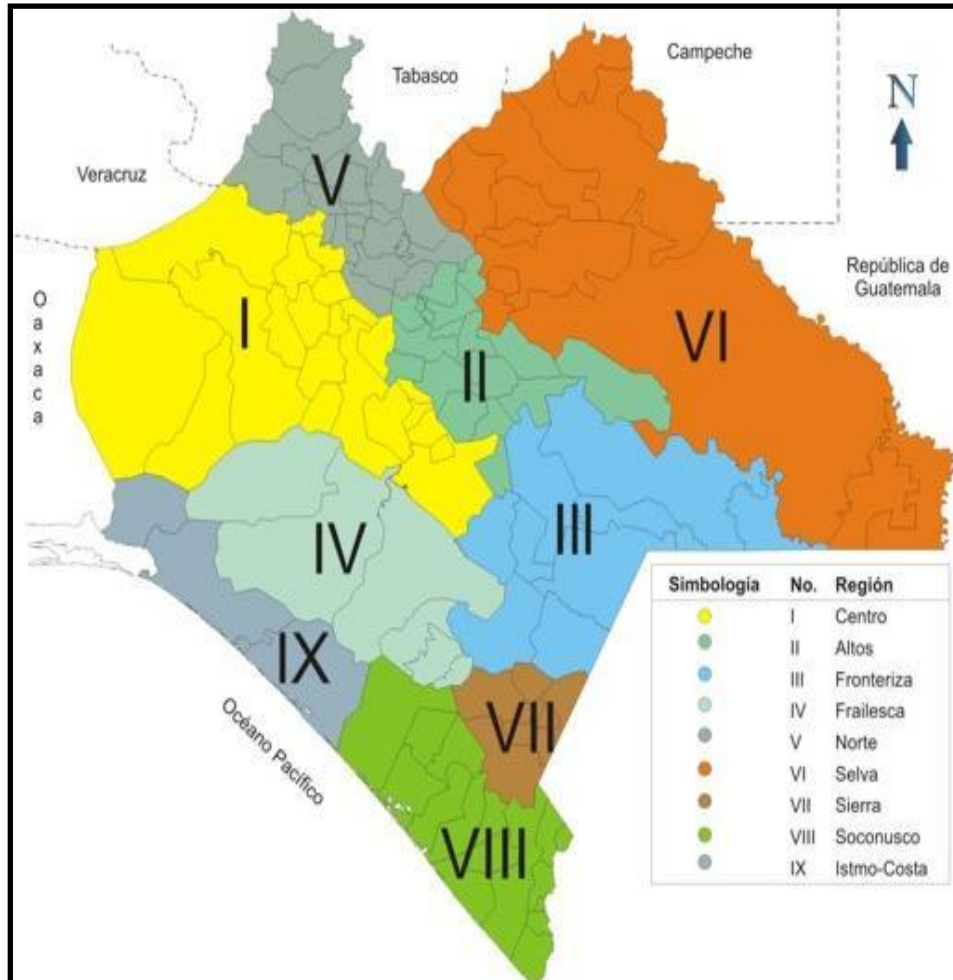 Campeche
Tabasco
N
Veracruz
V
República de
Guatemala
Oaxaca
I
VI
II
IV
III
IX
VII
VIII
Océano Pacífico
Simbología No. Región
I Centro
II Altos
III Fronteriza
IV Frailesca
V Norte
VI Selva
VII Sierra
VIII Soconusco
IX Istmo-Costa